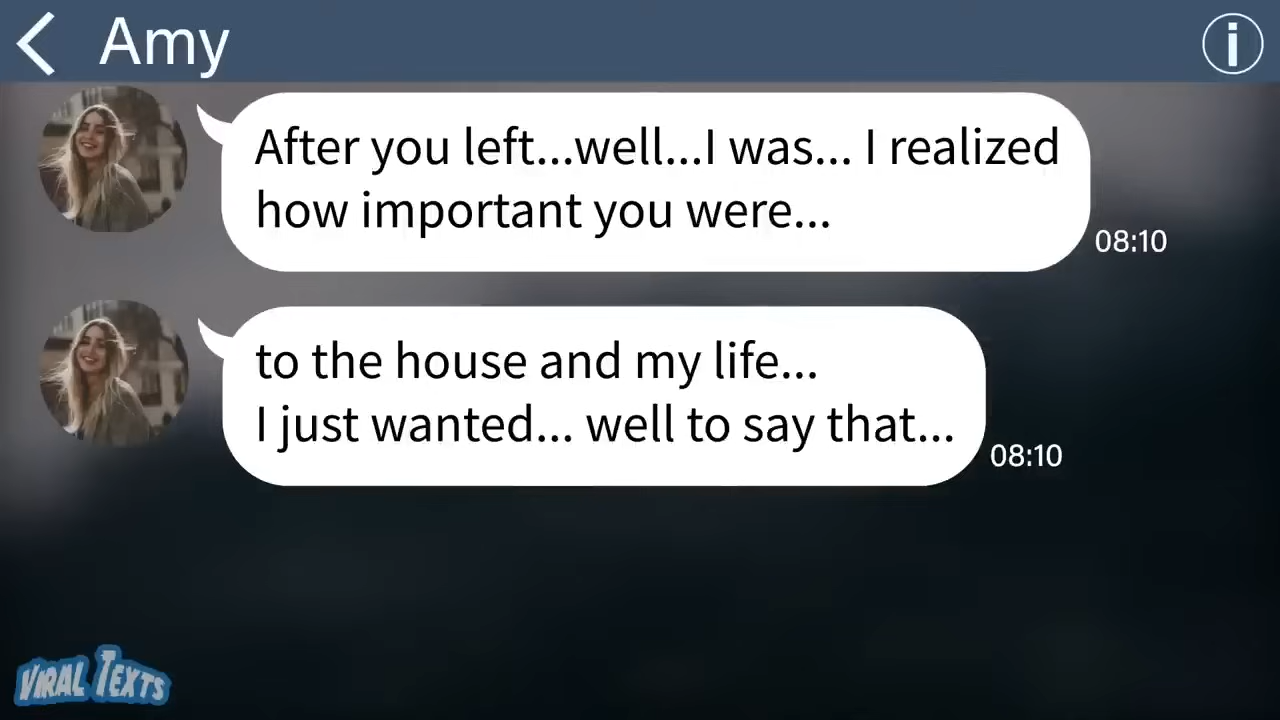 Amy
After you left...well...I was... I realized
how important you were...
08:10
to the house and my life...
I just wanted... well to say that...
08:10
VIRAL TEXTS